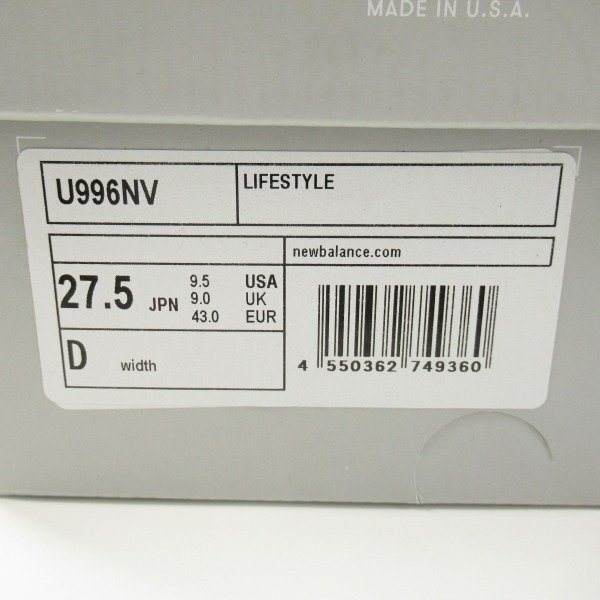 MADE IN U.S.A.
U996NV
LIFESTYLE
newbalance.com
27.5 JPN
9.5 USA
9.0 UK
43.0 EUR
D width
4 550362 749360